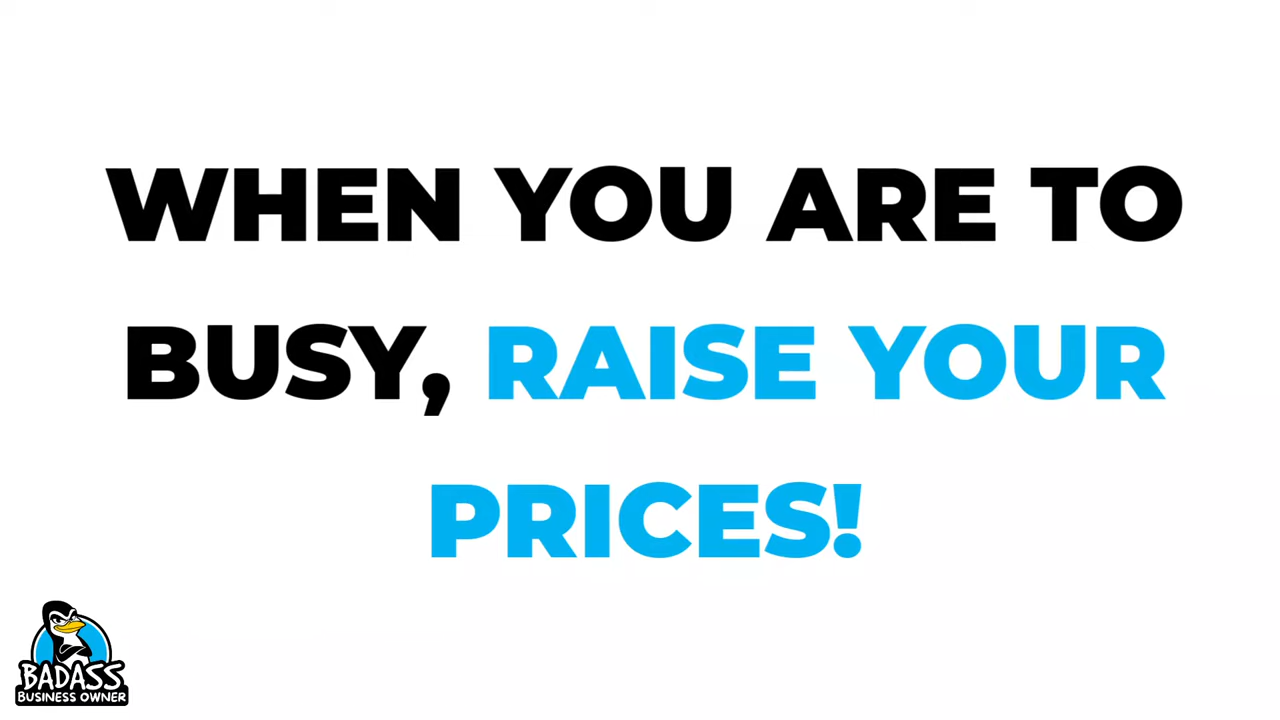 WHEN YOU ARE TO
BUSY, RAISE YOUR
PRICES!
BADASS
BUSINESS OWNER